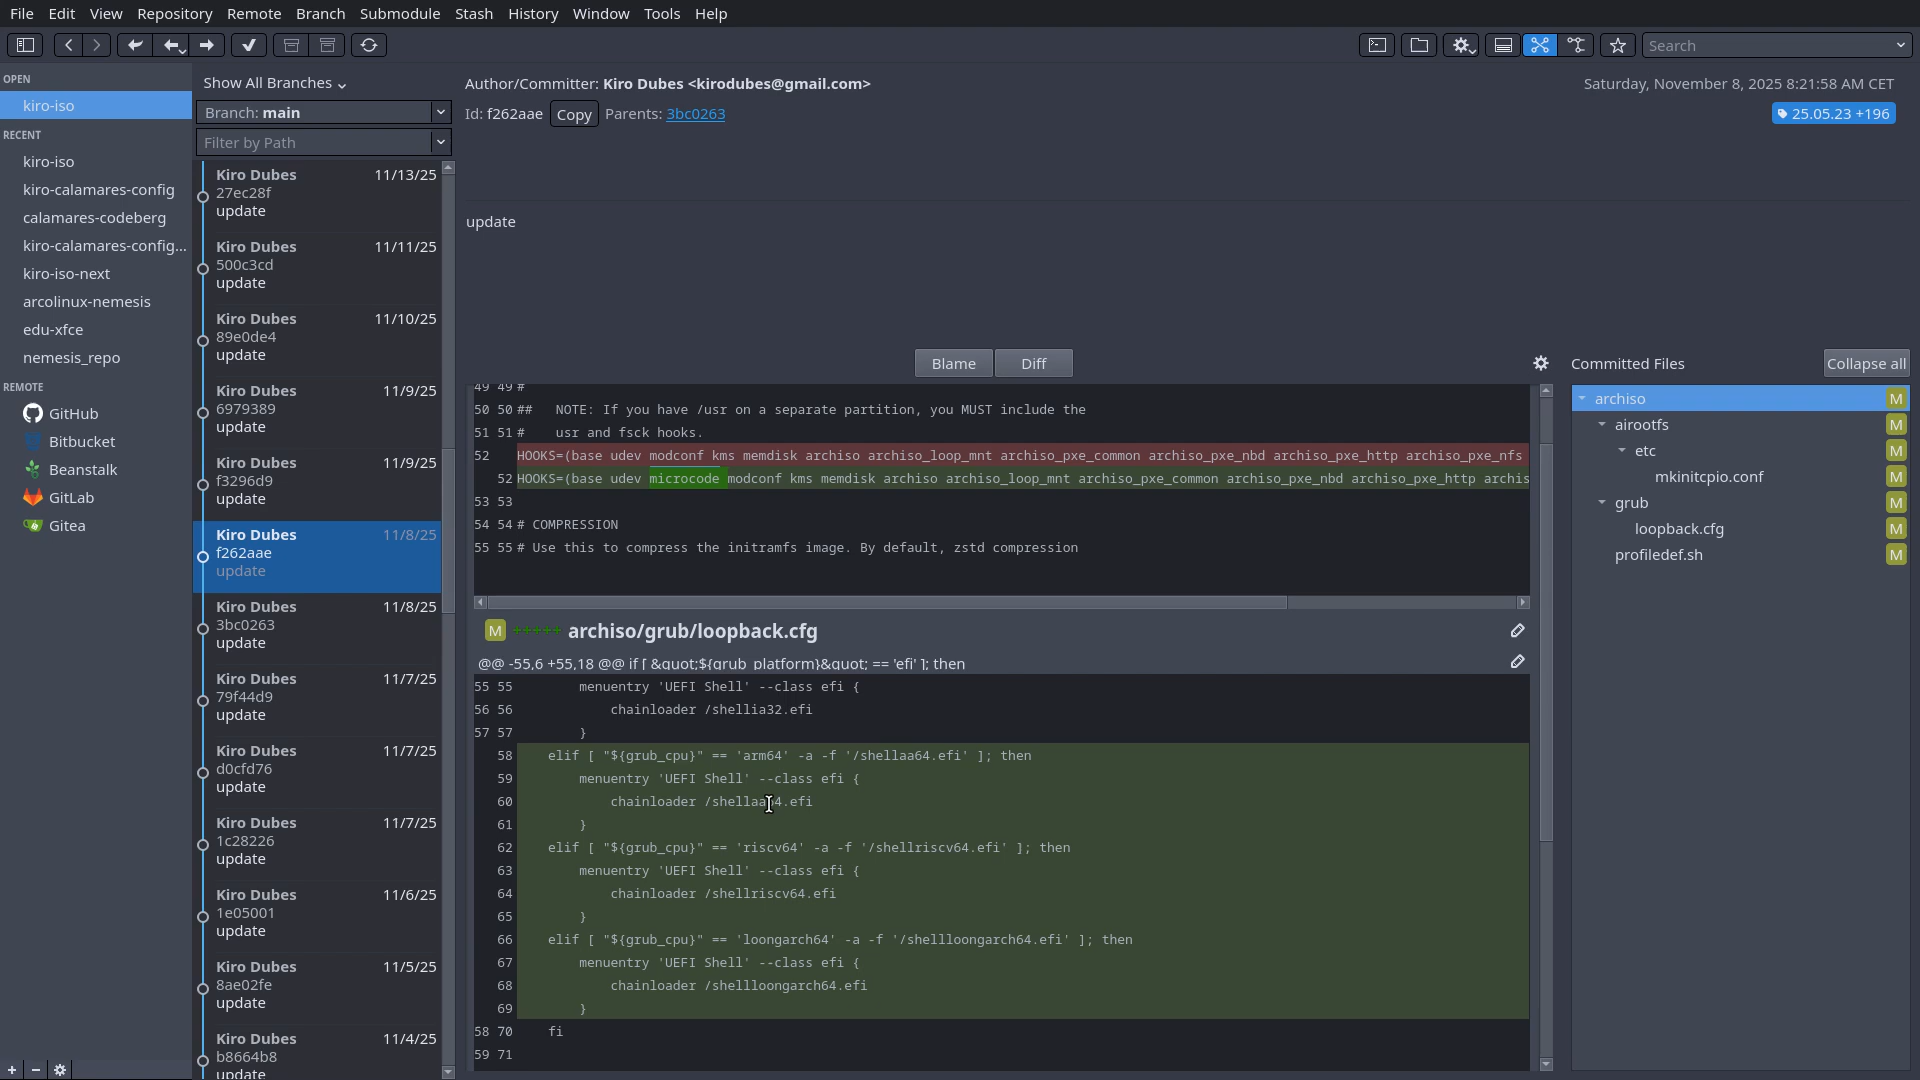 File Edit View Repository Remote Branch Submodule Stash History Window Tools Help
Search
OPEN
kiro-iso
RECENT
kiro-iso
kiro-calamares-config
calamares-codeberg
kiro-calamares-config...
kiro-iso-next
arcolinux-nemesis
edu-xfce
nemesis_repo
REMOTE
GitHub
Bitbucket
Beanstalk
GitLab
Gitea
Show All Branches
Branch: main
Filter by Path
Kiro Dubes 11/13/25
27ec28f
update
Kiro Dubes 11/11/25
500c3cd
update
Kiro Dubes 11/10/25
89e0de4
update
Kiro Dubes 11/9/25
6979389
update
Kiro Dubes 11/9/25
f3296d9
update
Kiro Dubes 11/8/25
f262aae
update
Kiro Dubes 11/8/25
3bc0263
update
Kiro Dubes 11/7/25
79f44d9
update
Kiro Dubes 11/7/25
d0cfd76
update
Kiro Dubes 11/7/25
1c28226
update
Kiro Dubes 11/6/25
1e05001
update
Kiro Dubes 11/5/25
8ae02fe
update
Kiro Dubes 11/4/25
b8664b8
update
Author/Committer: Kiro Dubes <kirodubes@gmail.com>
Saturday, November 8, 2025 8:21:58 AM CET
Id: f262aae Copy Parents: 3bc0263
25.05.23 +196
update
Blame Diff
49 49 #
50 50 ##   NOTE: If you have /usr on a separate partition, you MUST include the
51 51 #    usr and fsck hooks.
52 HOOKS=(base udev modconf kms memdisk archiso archiso_loop_mnt archiso_pxe_common archiso_pxe_nbd archiso_pxe_http archiso_pxe_nfs
52 HOOKS=(base udev microcode modconf kms memdisk archiso archiso_loop_mnt archiso_pxe_common archiso_pxe_nbd archiso_pxe_http archis
53 53
54 54 # COMPRESSION
55 55 # Use this to compress the initramfs image. By default, zstd compression
M +++++ archiso/grub/loopback.cfg
@@ -55,6 +55,18 @@ if [ &quot;${grub_platform}&quot; == 'efi' ]; then
55 55         menuentry 'UEFI Shell' --class efi {
56 56             chainloader /shellia32.efi
57 57         }
58     elif [ "${grub_cpu}" == 'arm64' -a -f '/shellaa64.efi' ]; then
59         menuentry 'UEFI Shell' --class efi {
60             chainloader /shellaa64.efi
61         }
62     elif [ "${grub_cpu}" == 'riscv64' -a -f '/shellriscv64.efi' ]; then
63         menuentry 'UEFI Shell' --class efi {
64             chainloader /shellriscv64.efi
65         }
66     elif [ "${grub_cpu}" == 'loongarch64' -a -f '/shellloongarch64.efi' ]; then
67         menuentry 'UEFI Shell' --class efi {
68             chainloader /shellloongarch64.efi
69         }
58 70     fi
59 71
Committed Files
Collapse all
archiso M
airootfs M
etc M
mkinitcpio.conf M
grub M
loopback.cfg M
profiledef.sh M